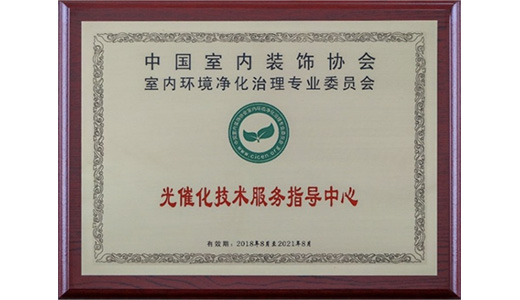 中国室内装饰协会
室内环境净化治理专业委员会
光催化技术服务指导中心
有效期：2018年8月至2021年8月